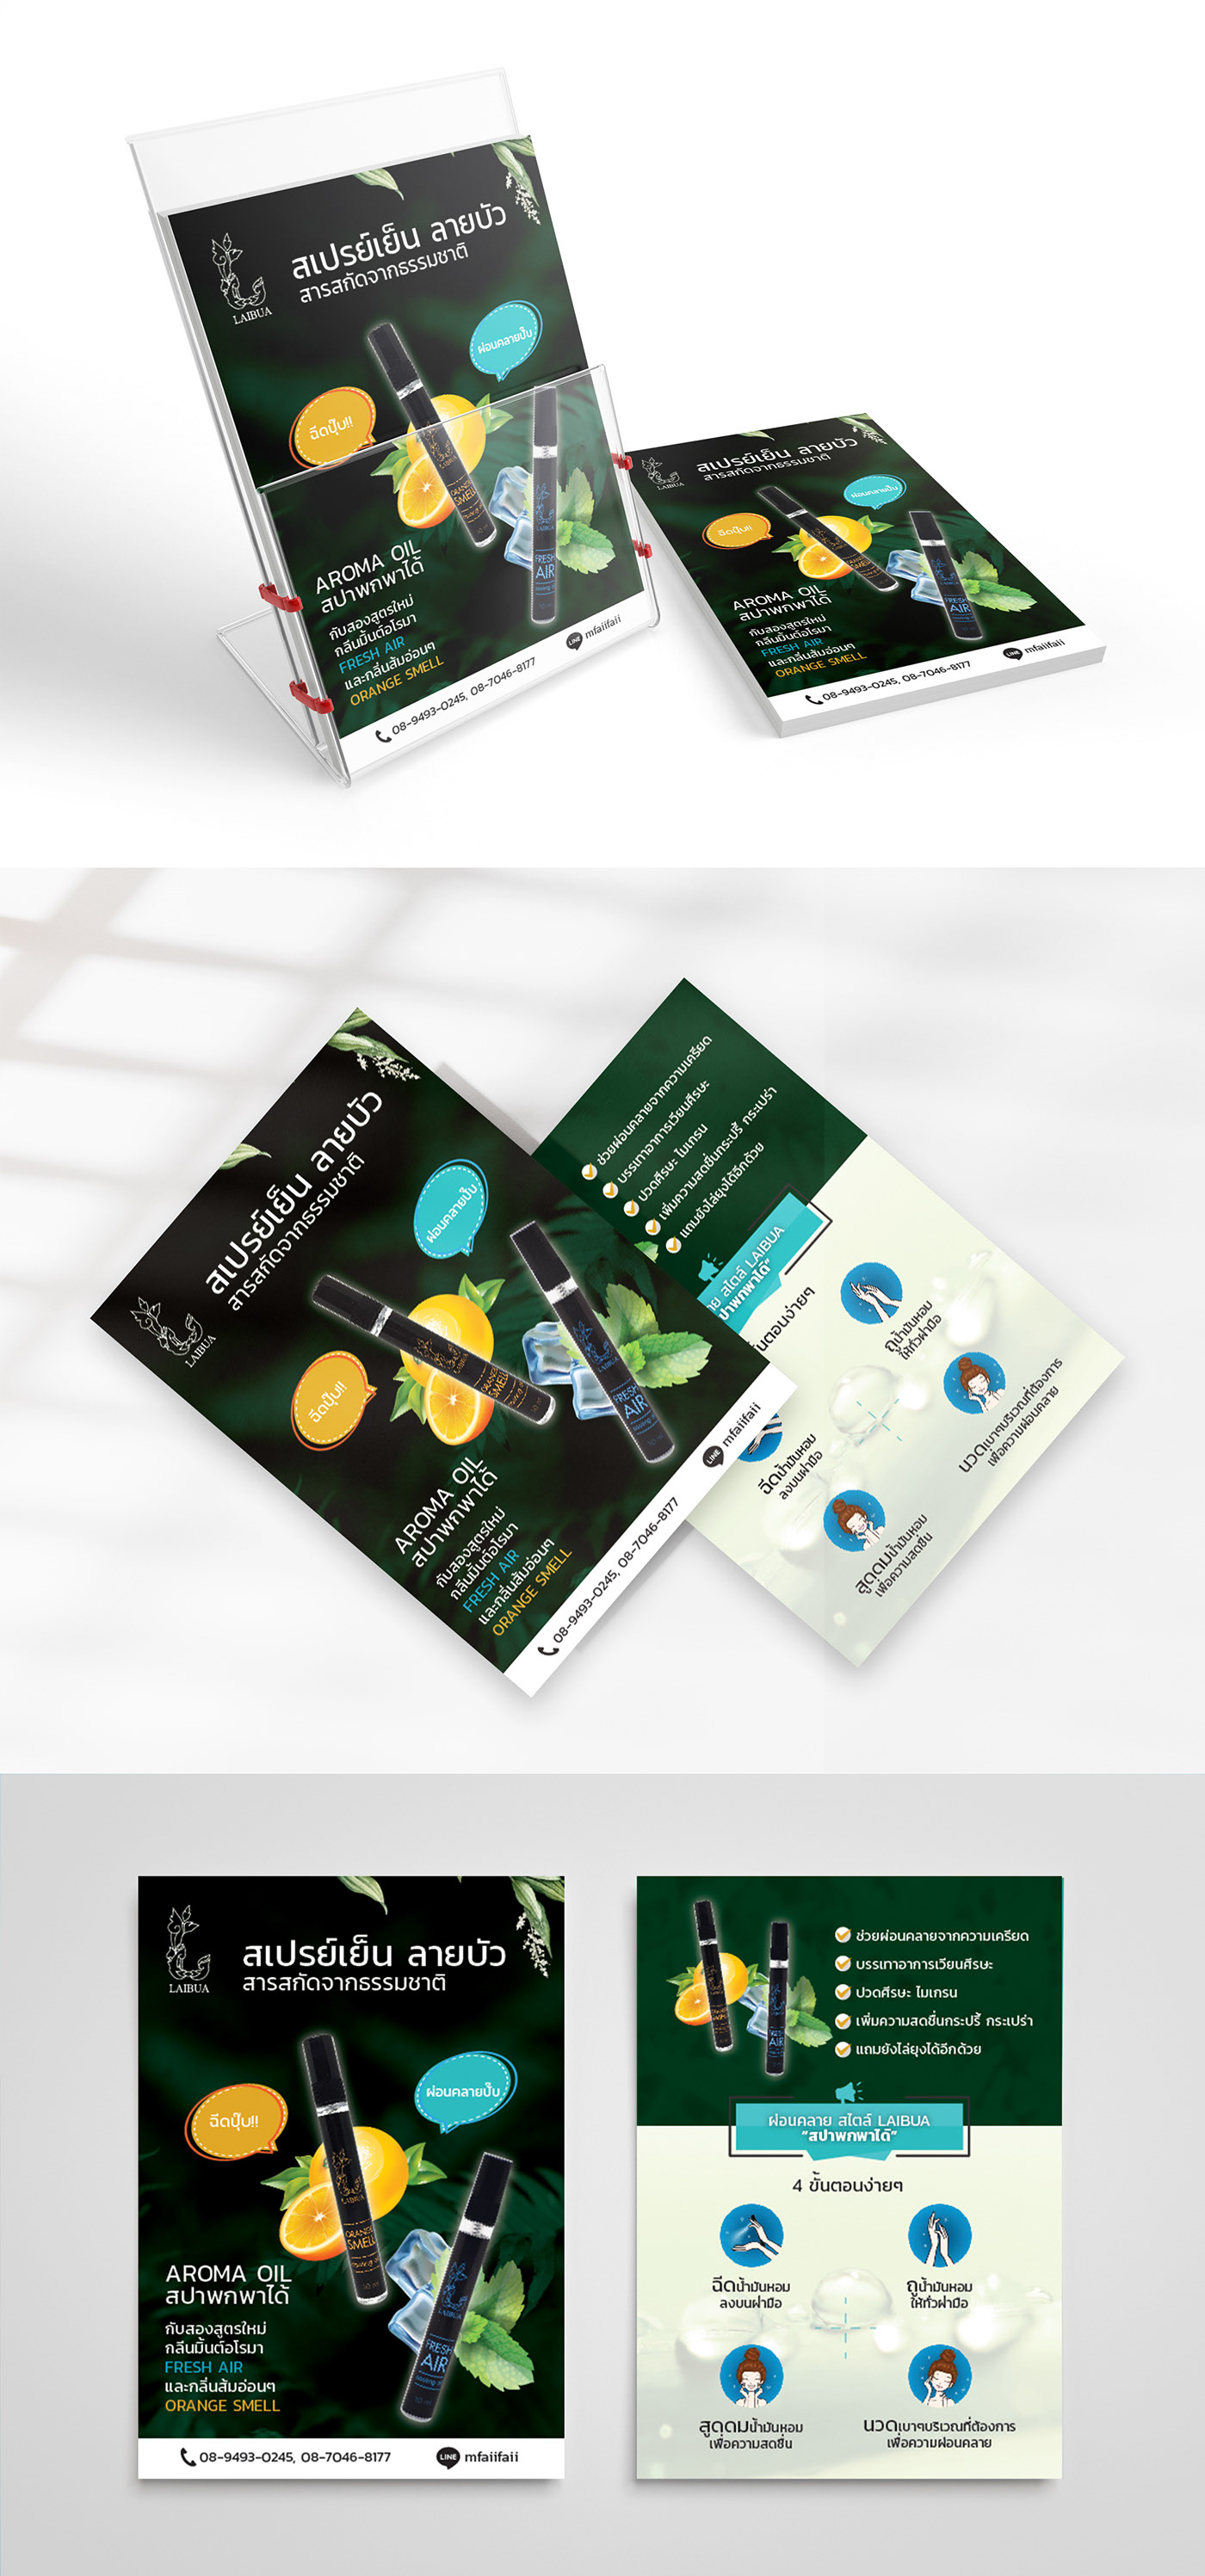 LAIBUA
สเปรย์เย็น ลายบัว
สารสกัดจากธรรมชาติ
ผ่อนคลายปั๊บ
ฉีดปุ๊บ!!
LAIBUA
ORANGE
SMELL
LAIBUA
FRESH
AIR
AROMA OIL
สปาพกพาได้
กับสองสูตรใหม่
กลิ่นมิ้นต์อโรมา
FRESH AIR
และกลิ่นส้มอ่อนๆ
ORANGE SMELL
08-9493-0245, 08-7046-8177
LINE mfaiifaii
LAIBUA
สเปรย์เย็น ลายบัว
สารสกัดจากธรรมชาติ
ผ่อนคลายปั๊บ
ฉีดปุ๊บ!!
FRESH
AIR
AROMA OIL
สปาพกพาได้
กับสองสูตรใหม่
กลิ่นมิ้นต์อโรมา
FRESH AIR
และกลิ่นส้มอ่อนๆ
ORANGE SMELL
08-9493-0245, 08-7046-8177
LINE mfaiifaii
LAIBUA
สเปรย์เย็น ลายบัว
สารสกัดจากธรรมชาติ
ผ่อนคลายปั๊บ
ฉีดปุ๊บ!!
LAIBUA
ORANGE
SMELL
LAIBUA
FRESH
AIR
AROMA OIL
สปาพกพาได้
กับสองสูตรใหม่
กลิ่นมิ้นต์อโรมา
FRESH AIR
และกลิ่นส้มอ่อนๆ
ORANGE SMELL
08-9493-0245, 08-7046-8177
LINE mfaiifaii
ช่วยผ่อนคลายจากความเครียด
บรรเทาอาการเวียนศีรษะ
ปวดศีรษะ ไมเกรน
เพิ่มความสดชื่นกระปรี้ กระเปร่า
แถมยังไล่ยุงได้อีกด้วย
สไตล์ LAIBUA
ฉีดน้ำมันหอม
ลงบนฝ่ามือ
ถูน้ำมันหอม
ให้ทั่วฝ่ามือ
สูดดมน้ำมันหอม
เพื่อความสดชื่น
นวดเบาๆบริเวณที่ต้องการ
เพื่อความผ่อนคลาย
LAIBUA
สเปรย์เย็น ลายบัว
สารสกัดจากธรรมชาติ
ผ่อนคลายปั๊บ
ฉีดปุ๊บ!!
LAIBUA
ORANGE
SMELL
LAIBUA
FRESH
AIR
AROMA OIL
สปาพกพาได้
กับสองสูตรใหม่
กลิ่นมิ้นต์อโรมา
FRESH AIR
และกลิ่นส้มอ่อนๆ
ORANGE SMELL
08-9493-0245, 08-7046-8177
LINE mfaiifaii
ช่วยผ่อนคลายจากความเครียด
บรรเทาอาการเวียนศีรษะ
ปวดศีรษะ ไมเกรน
เพิ่มความสดชื่นกระปรี้ กระเปร่า
แถมยังไล่ยุงได้อีกด้วย
ผ่อนคลาย สไตล์ LAIBUA
“สปาพกพาได้”
4 ขั้นตอนง่ายๆ
ฉีดน้ำมันหอม
ลงบนฝ่ามือ
ถูน้ำมันหอม
ให้ทั่วฝ่ามือ
สูดดมน้ำมันหอม
เพื่อความสดชื่น
นวดเบาๆบริเวณที่ต้องการ
เพื่อความผ่อนคลาย